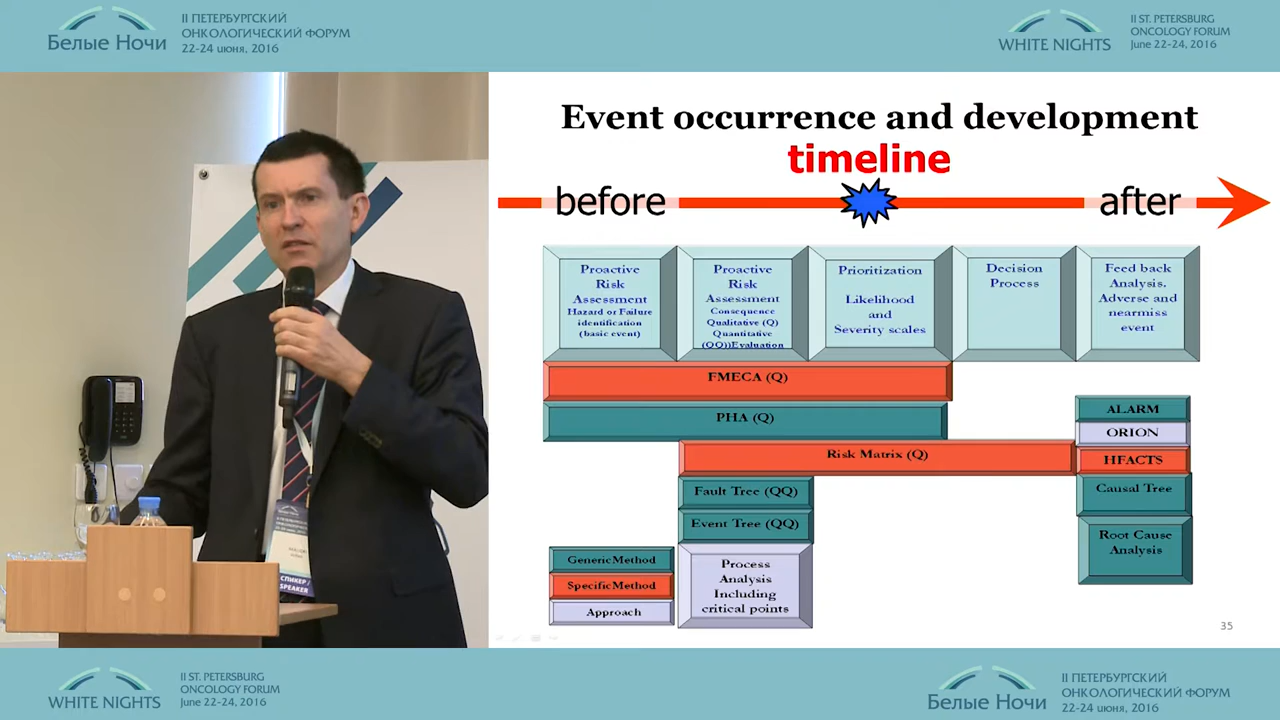 II ПЕТЕРБУРГСКИЙ
ОНКОЛОГИЧЕСКИЙ ФОРУМ
Белые Ночи
22-24 июня, 2016
II ST. PETERSBURG
ONCOLOGY FORUM
WHITE NIGHTS
June 22-24, 2016
Event occurrence and development
timeline
before
after
Proactive
Risk
Assessment
Hazard or Failure
identification
(basic event)
Proactive
Risk
Assessment
Consequence
Qualitative (Q)
Quantitative
(QQ))Evaluation
Prioritization
Likelihood
and
Severity scales
Decision
Process
Feed back
Analysis.
Adverse and
nearmiss
event
FMECA (Q)
PHA (Q)
Risk Matrix (Q)
Fault Tree (QQ)
Event Tree (QQ)
Process
Analysis
Including
critical points
ALARM
ORION
HFACTS
Causal Tree
Root Cause
Analysis
GenericMethod
SpecificMethod
Approach
35
Белые Ночи
СПИКЕР /
SPEAKER
II ST. PETERSBURG
ONCOLOGY FORUM
WHITE NIGHTS
June 22-24, 2016
II ПЕТЕРБУРГСКИЙ
ОНКОЛОГИЧЕСКИЙ ФОРУМ
Белые Ночи
22-24 июня, 2016